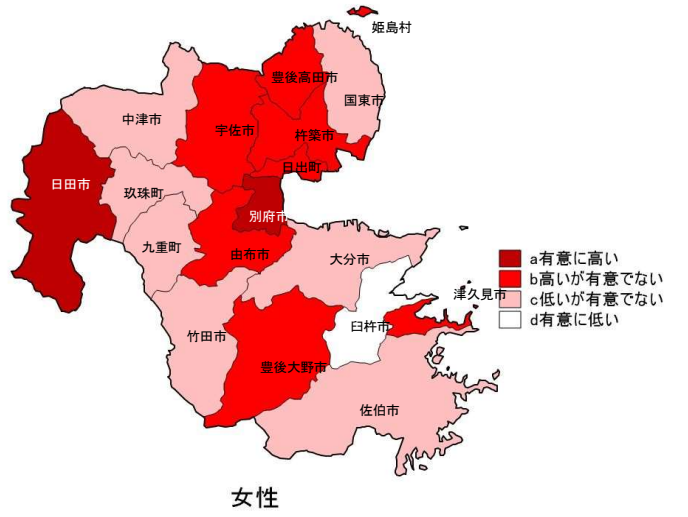 姫島村
豊後高田市
国東市
中津市
宇佐市
杵築市
日出町
日田市
玖珠町
別府市
九重町
由布市
大分市
a有意に高い
b高いが有意でない
c低いが有意でない
d有意に低い
津久見市
臼杵市
竹田市
豊後大野市
佐伯市
女性